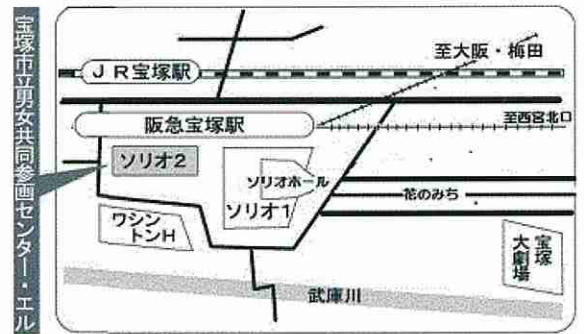 宝塚市立男女共同参画センター・エル
至大阪・梅田
JR宝塚駅
阪急宝塚駅
至西宮北口
ソリオ2
ソリオホール
ソリオ1
花のみち
ワシン
トンH
宝塚
大劇場
武庫川